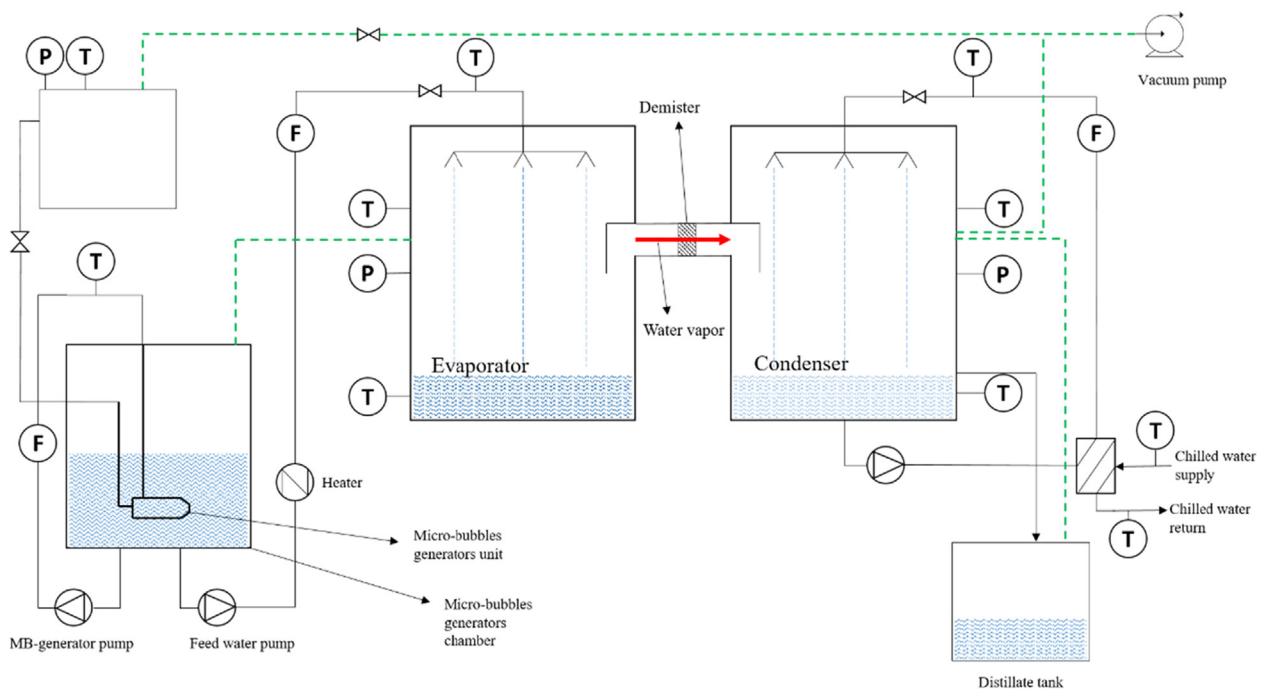 P
T
T
T
Vacuum pump
Demister
F
F
T
T
T
P
P
Water vapor
Evaporator
Condenser
T
T
F
T
Chilled water
supply
Heater
Chilled water
return
T
Micro-bubbles
generators unit
Micro-bubbles
generators
chamber
MB-generator pump
Feed water pump
Distillate tank